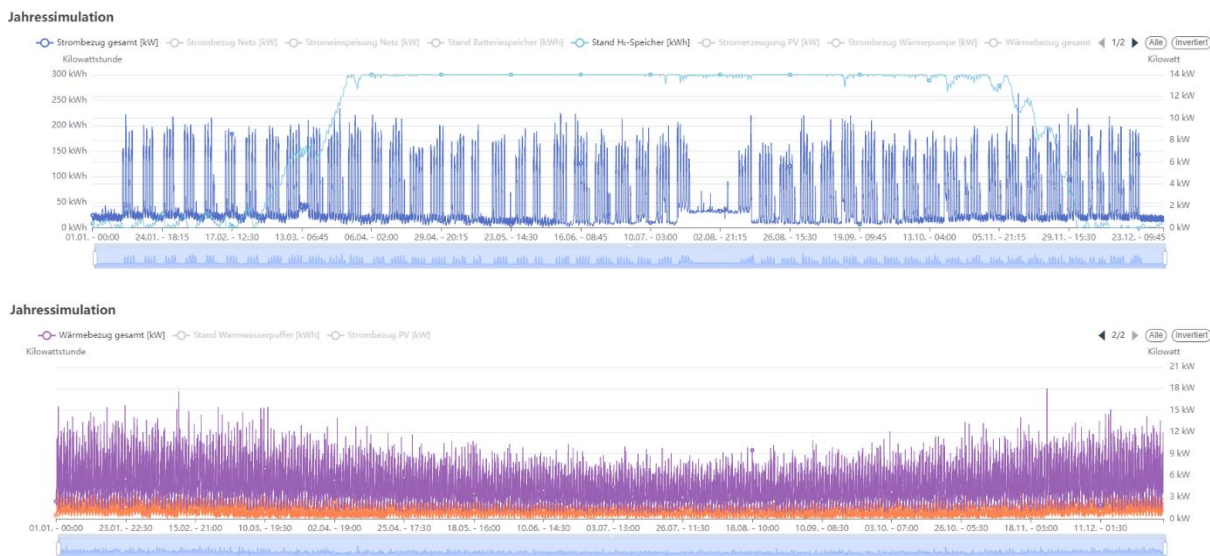 Jahressimulation
Strombezug gesamt [kW] Strombezug Netz [kW] Stromeinspeisung Netz [kW] Stand Batteriespeicher [kWh] Stand H₂-Speicher [kWh] Stromerzeugung PV [kW] Strombezug Wärmepumpe [kW] Wärmebezug gesamt 1/2 Alle Invertiert
Kilowattstunde Kilowatt
300 kWh 14 kW
12 kW
250 kWh
10 kW
200 kWh
8 kW
150 kWh
6 kW
100 kWh
4 kW
50 kWh
2 kW
0 kWh 0 kW
01.01. - 00:00 24.01. - 18:15 17.02. - 12:30 13.03. - 06:45 06.04. - 02:00 29.04. - 20:15 23.05. - 14:30 16.06. - 08:45 10.07. - 03:00 02.08. - 21:15 26.08. - 15:30 19.09. - 09:45 13.10. - 04:00 05.11. - 21:15 29.11. - 15:30 23.12. - 09:45
Jahressimulation
Wärmebezug gesamt [kW] Stand Warmwasserpuffer [kWh] Strombezug PV [kW] 2/2 Alle Invertiert
Kilowattstunde Kilowatt
21 kW
18 kW
15 kW
12 kW
9 kW
6 kW
3 kW
0 kW
01.01. - 00:00 23.01. - 22:30 15.02. - 21:00 10.03. - 19:30 02.04. - 19:00 25.04. - 17:30 18.05. - 16:00 10.06. - 14:30 03.07. - 13:00 26.07. - 11:30 18.08. - 10:00 10.09. - 08:30 03.10. - 07:00 26.10. - 05:30 18.11. - 03:00 11.12. - 01:30